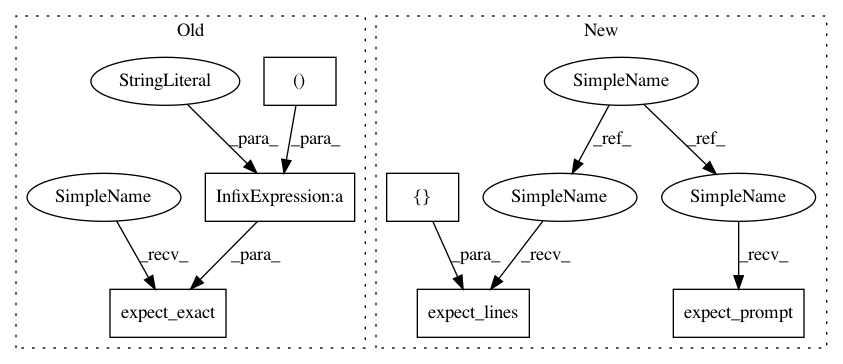 Old
New
StringLiteral
()
SimpleName
_para_
_para_
_ref_
_ref_
SimpleName
InfixExpression:a
{}
SimpleName
SimpleName
_recv_
_para_
_para_
_recv_
_recv_
expect_exact
expect_lines
expect_prompt